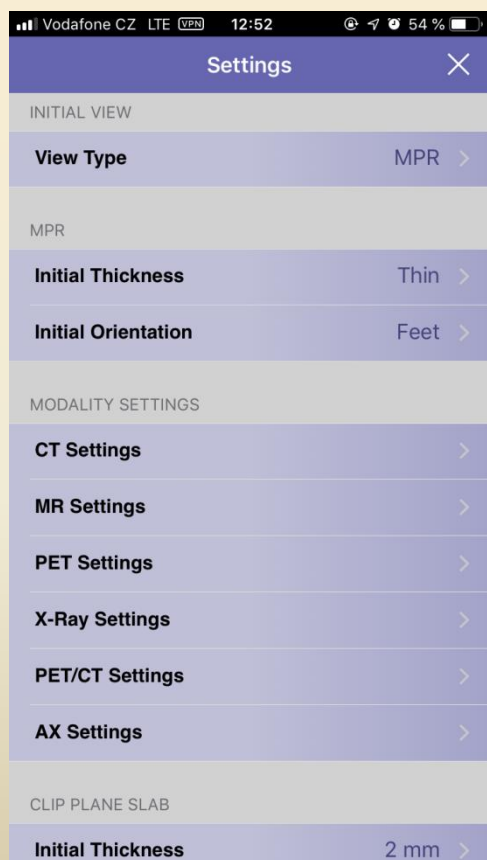 Vodafone CZ LTE VPN 12:52 54 %
Settings
INITIAL VIEW
View Type MPR
MPR
Initial Thickness Thin
Initial Orientation Feet
MODALITY SETTINGS
CT Settings
MR Settings
PET Settings
X-Ray Settings
PET/CT Settings
AX Settings
CLIP PLANE SLAB
Initial Thickness 2 mm